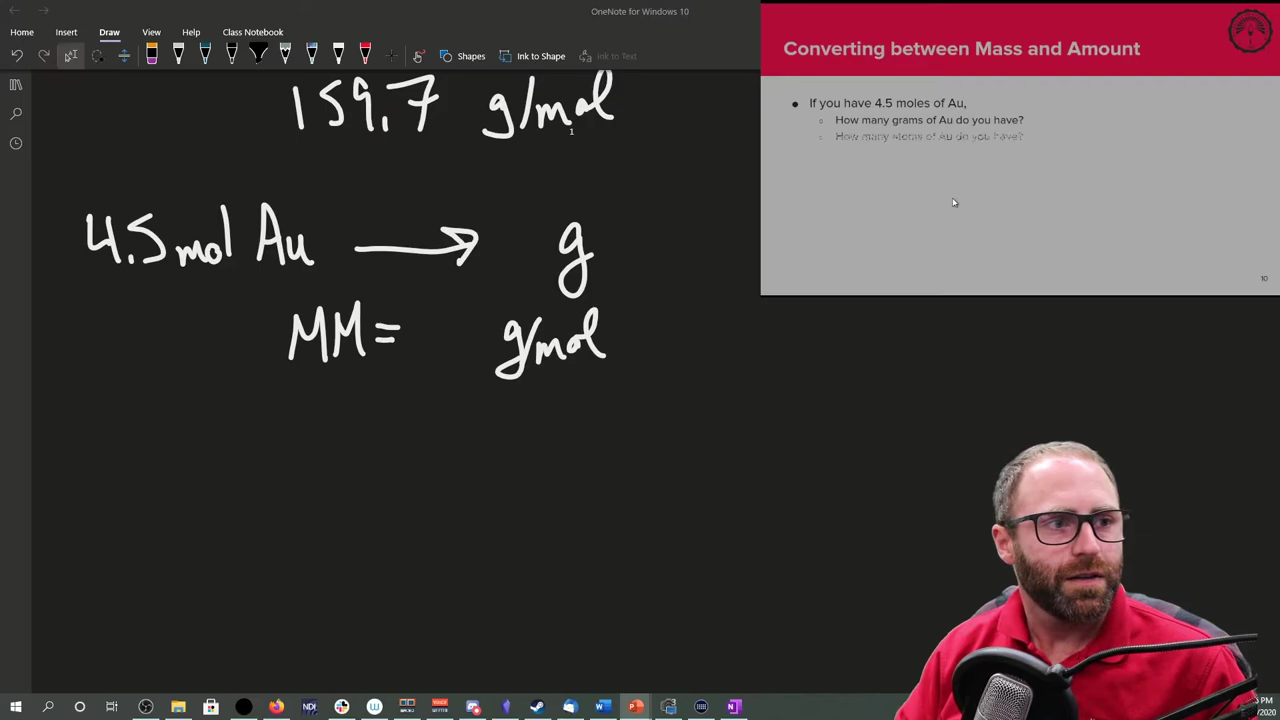 OneNote for Windows 10
Home Insert Draw View Help Class Notebook
Shapes Ink to Shape Ink to Text
159.7 g/mol
4.5 mol Au → g
MM= g/mol
Converting between Mass and Amount
If you have 4.5 moles of Au,
How many grams of Au do you have?
How many atoms of Au do you have?
10